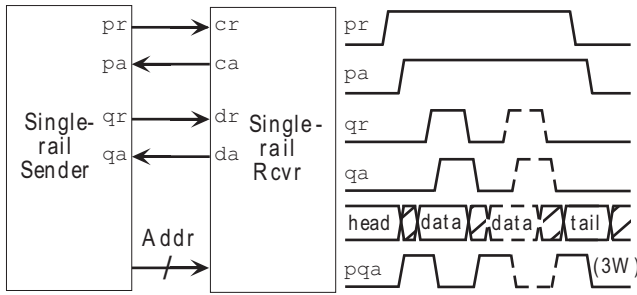 pr cr pr
pa ca pa
Single-
rail
Sender
qr dr qr
qa da qa
Single-
rail
Rcvr
head data data tail
Addr
pqa (3W)